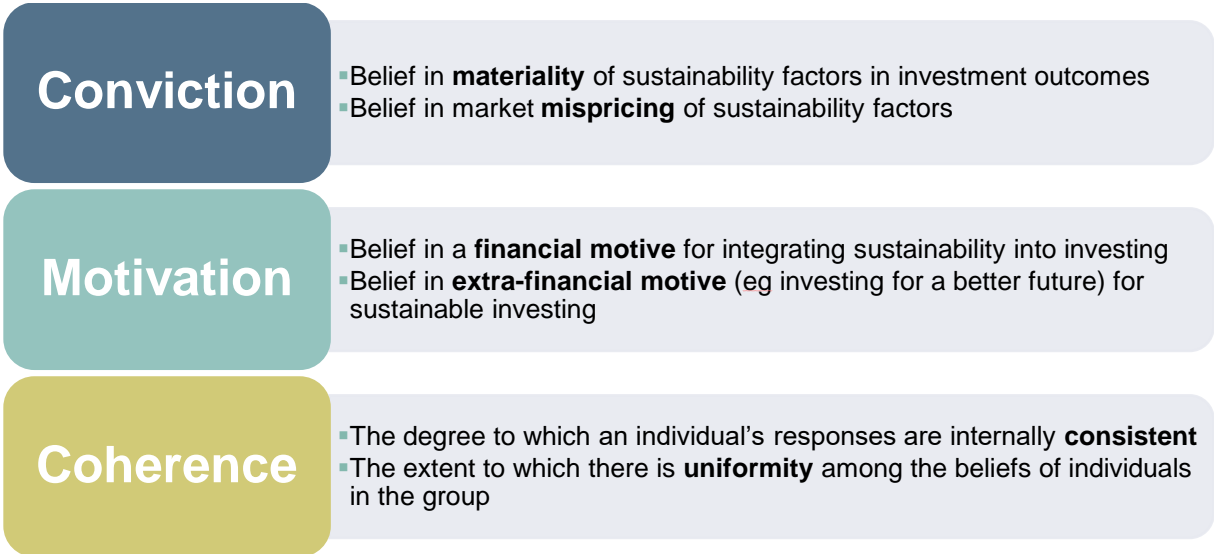 Conviction
▪Belief in materiality of sustainability factors in investment outcomes
▪Belief in market mispricing of sustainability factors
Motivation
▪Belief in a financial motive for integrating sustainability into investing
▪Belief in extra-financial motive (eg investing for a better future) for
sustainable investing
Coherence
▪The degree to which an individual’s responses are internally consistent
▪The extent to which there is uniformity among the beliefs of individuals
in the group